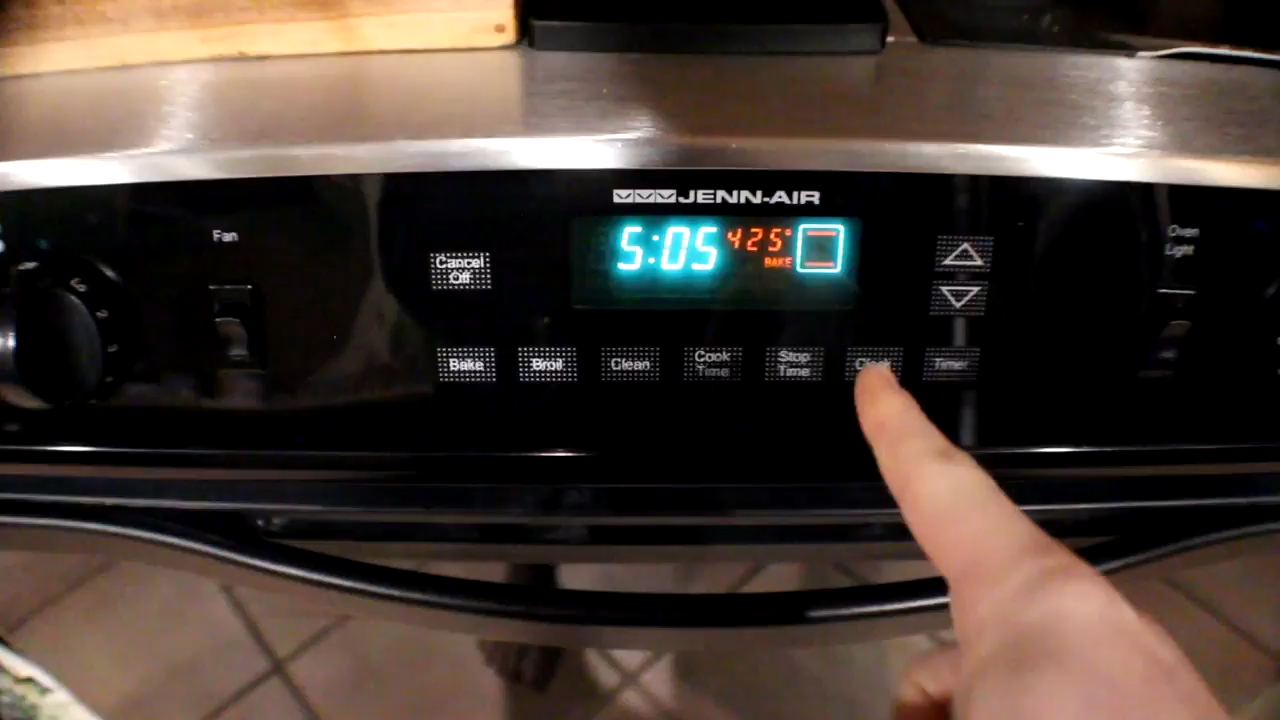 JENN-AIR
Fan
Cancel
Off
5:05
425°
BAKE
Oven
Light
Bake
Broil
Clean
Cook
Time
Stop
Time
Clock
Timer